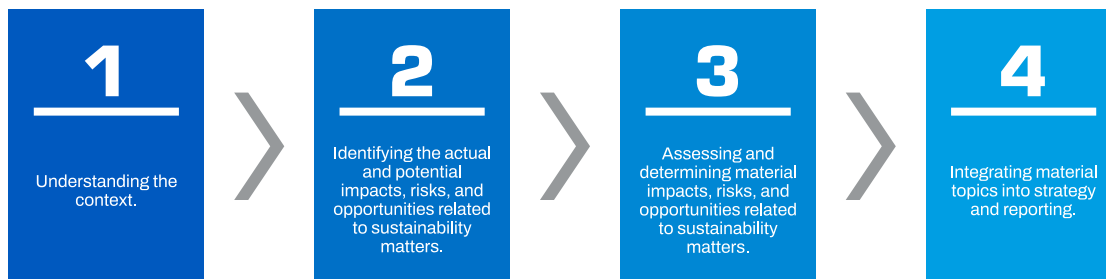 1
Understanding the
context.
2
Identifying the actual
and potential
impacts, risks, and
opportunities related
to sustainability
matters.
3
Assessing and
determining material
impacts, risks, and
opportunities related
to sustainability
matters.
4
Integrating material
topics into strategy
and reporting.